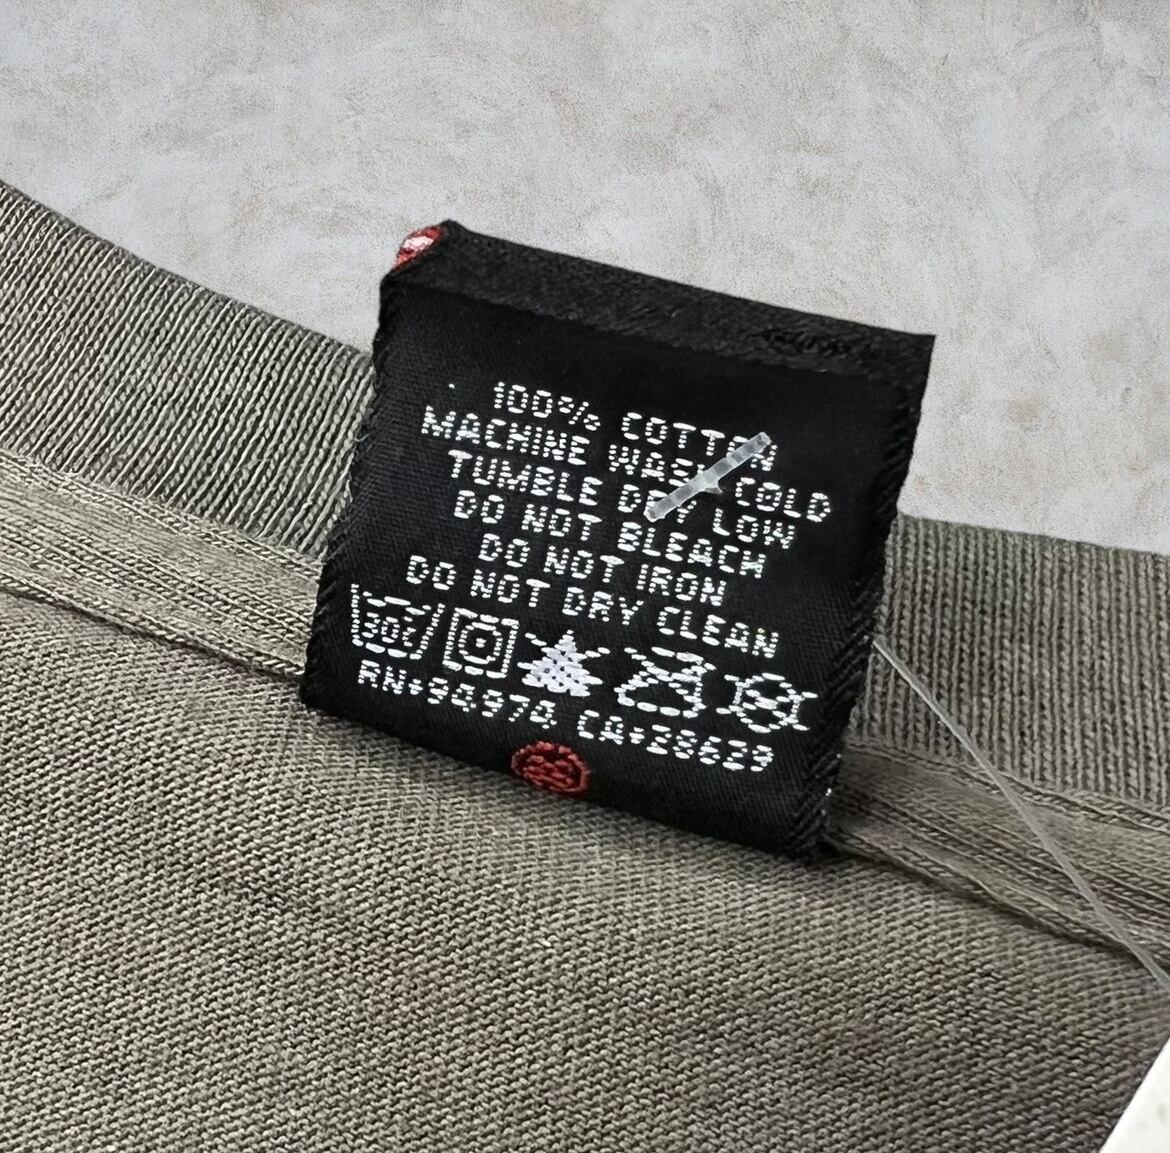 100% COTTON
MACHINE WASH COLD
TUMBLE DRY LOW
DO NOT BLEACH
DO NOT IRON
DO NOT DRY CLEAN
30c
RN#94974 CA#28629